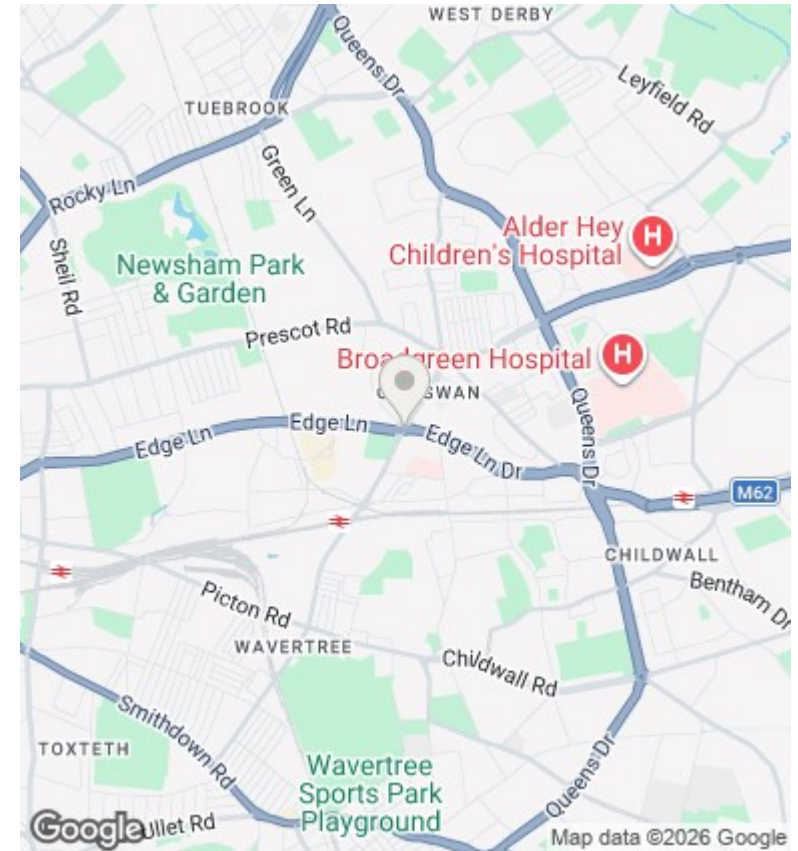 WEST DERBY
Queens Dr
Leyfield Rd
TUEBROOK
Green Ln
Rocky Ln
Alder Hey
Children's Hospital
H
Sheil Rd
Newsham Park
& Garden
Prescot Rd
Broadgreen Hospital
H
SWAN
Queens Dr
Edge Ln
Edge Ln
Edge Ln Dr
M62
CHILDWALL
Bentham Dr
Picton Rd
WAVERTREE
Childwall Rd
Smithdown Rd
TOXTETH
Queens Dr
Wavertree
Sports Park
Playground
Google
Ullet Rd
Map data ©2026 Google